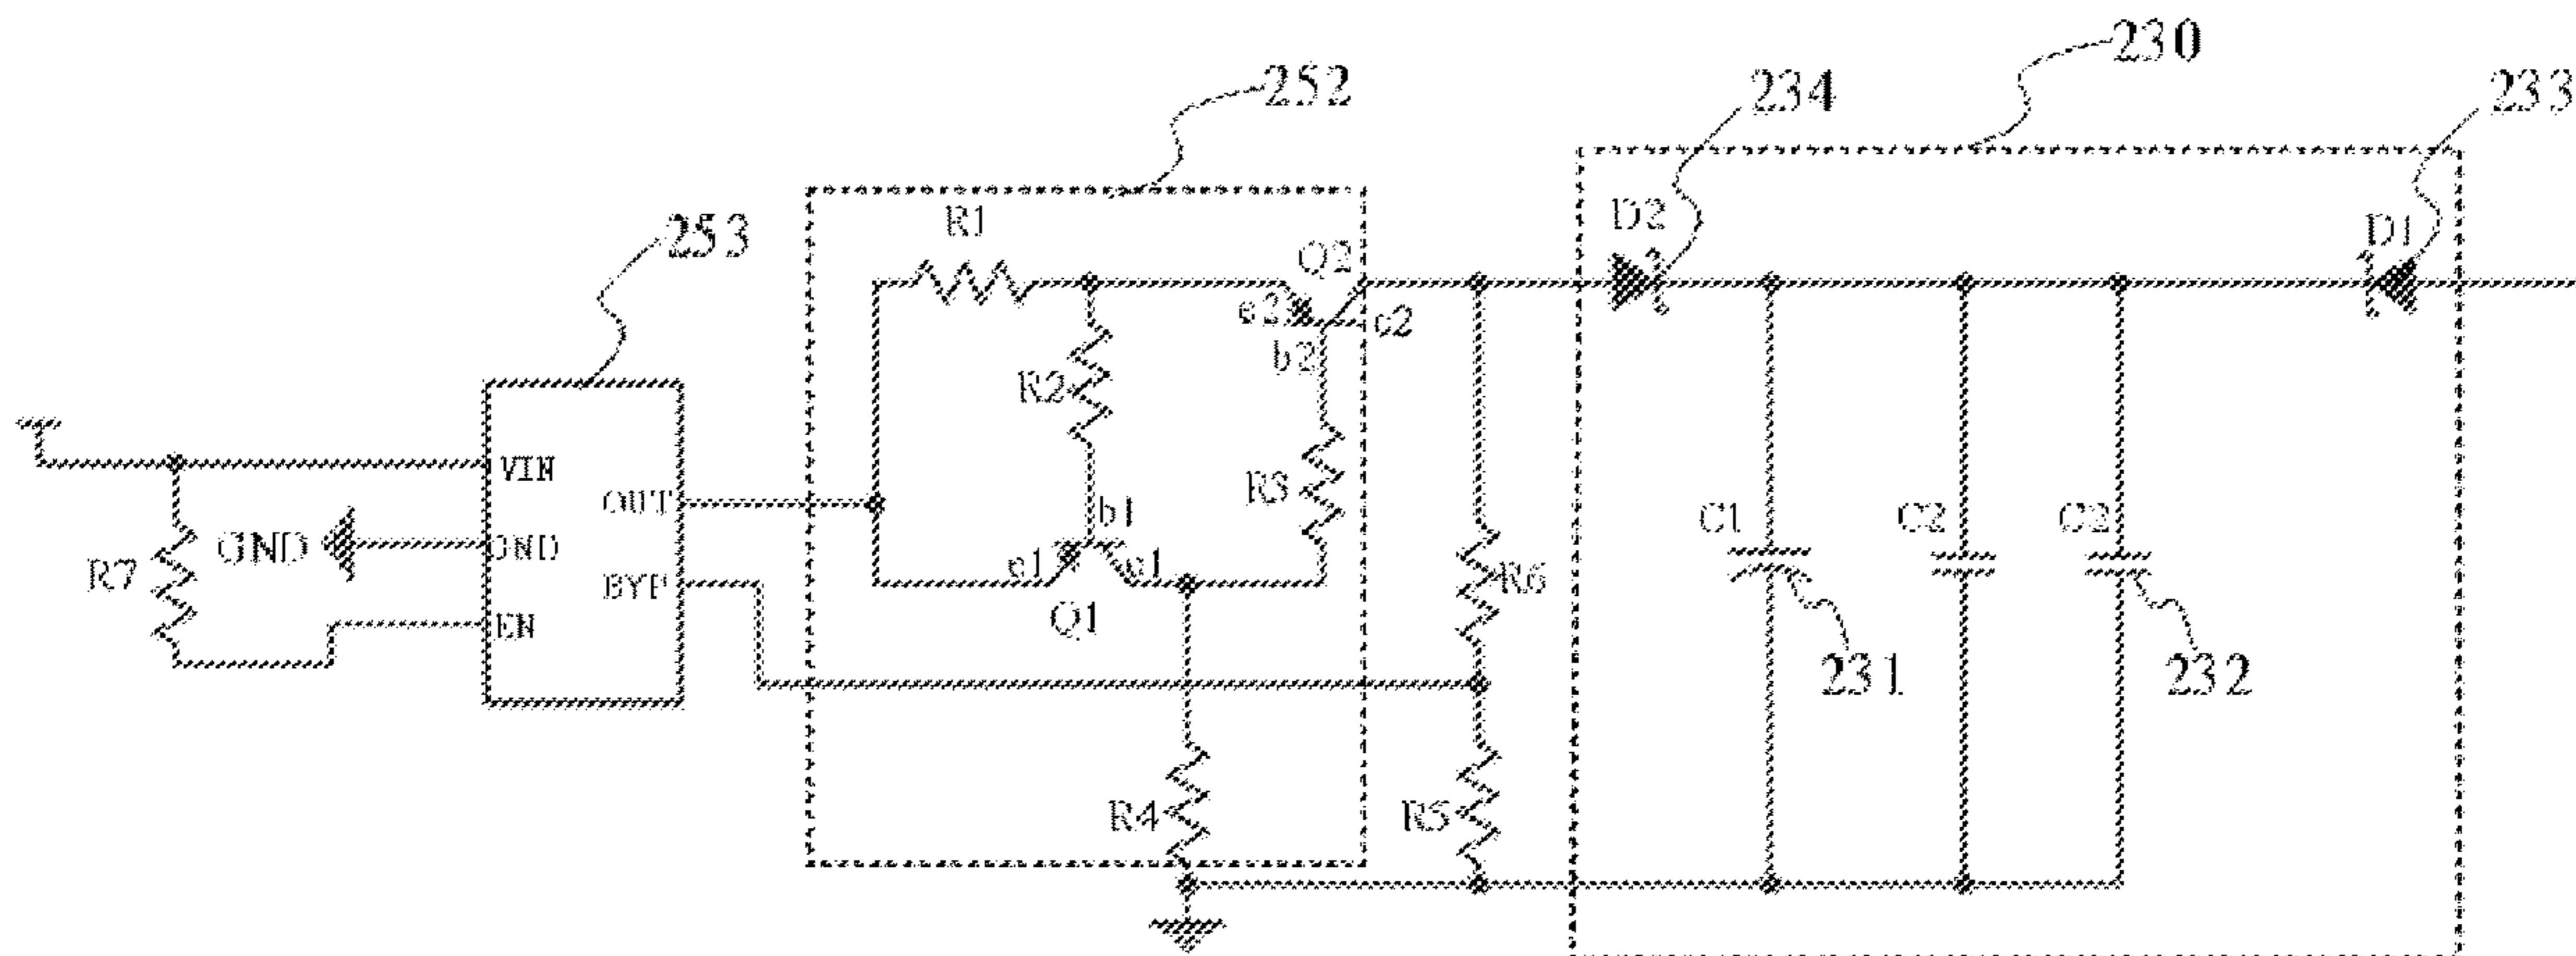 230
252
234
233
D2
R1
253
D1
Q2
e2
c2
b2
R2
VIN
R3
OUT
b1
C1
C2
C2
GND
GND
R7
e1
c1
R6
BYP
Q1
EN
231
232
R4
R5